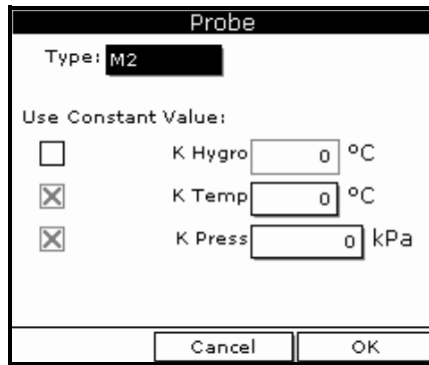 Probe
Type: M2
Use Constant Value:
K Hygro 0 °C
K Temp 0 °C
K Press 0 kPa
Cancel OK